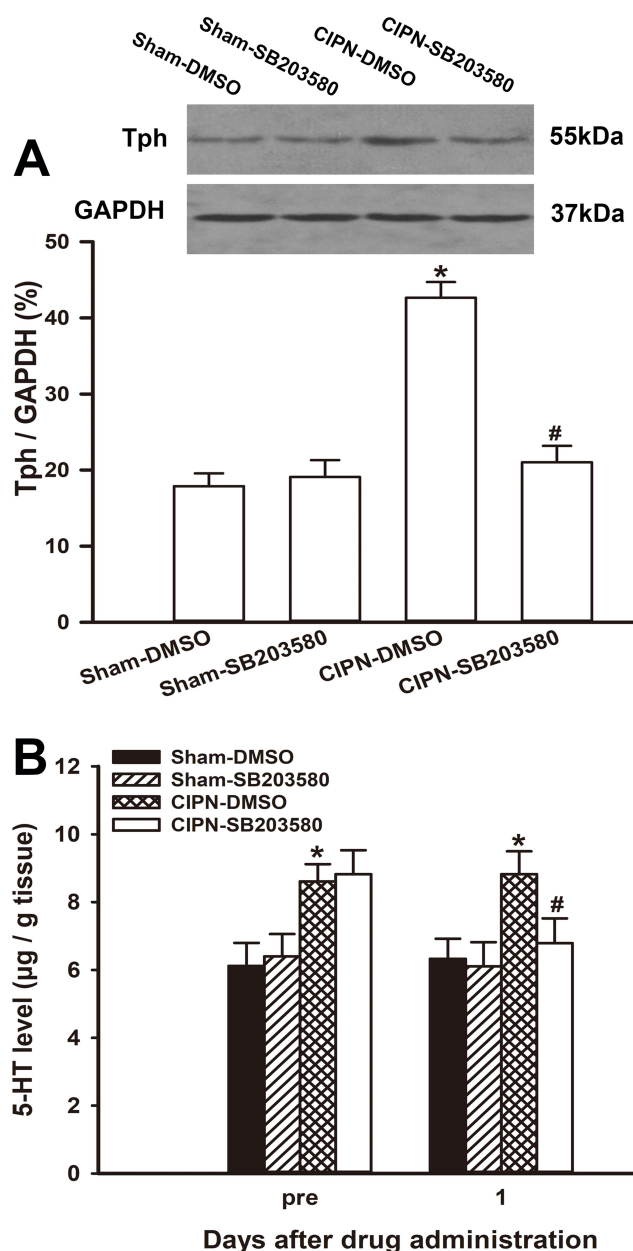 Sham-DMSO
Sham-SB203580
CIPN-DMSO
CIPN-SB203580
A
Tph
55kDa
GAPDH
37kDa
Tph / GAPDH (%)
50
40
30
20
10
0
*
#
Sham-DMSO
Sham-SB203580
CIPN-DMSO
CIPN-SB203580
B
Sham-DMSO
Sham-SB203580
CIPN-DMSO
CIPN-SB203580
5-HT level (μg / g tissue)
12
10
8
6
4
2
0
*
*
#
pre 1
Days after drug administration